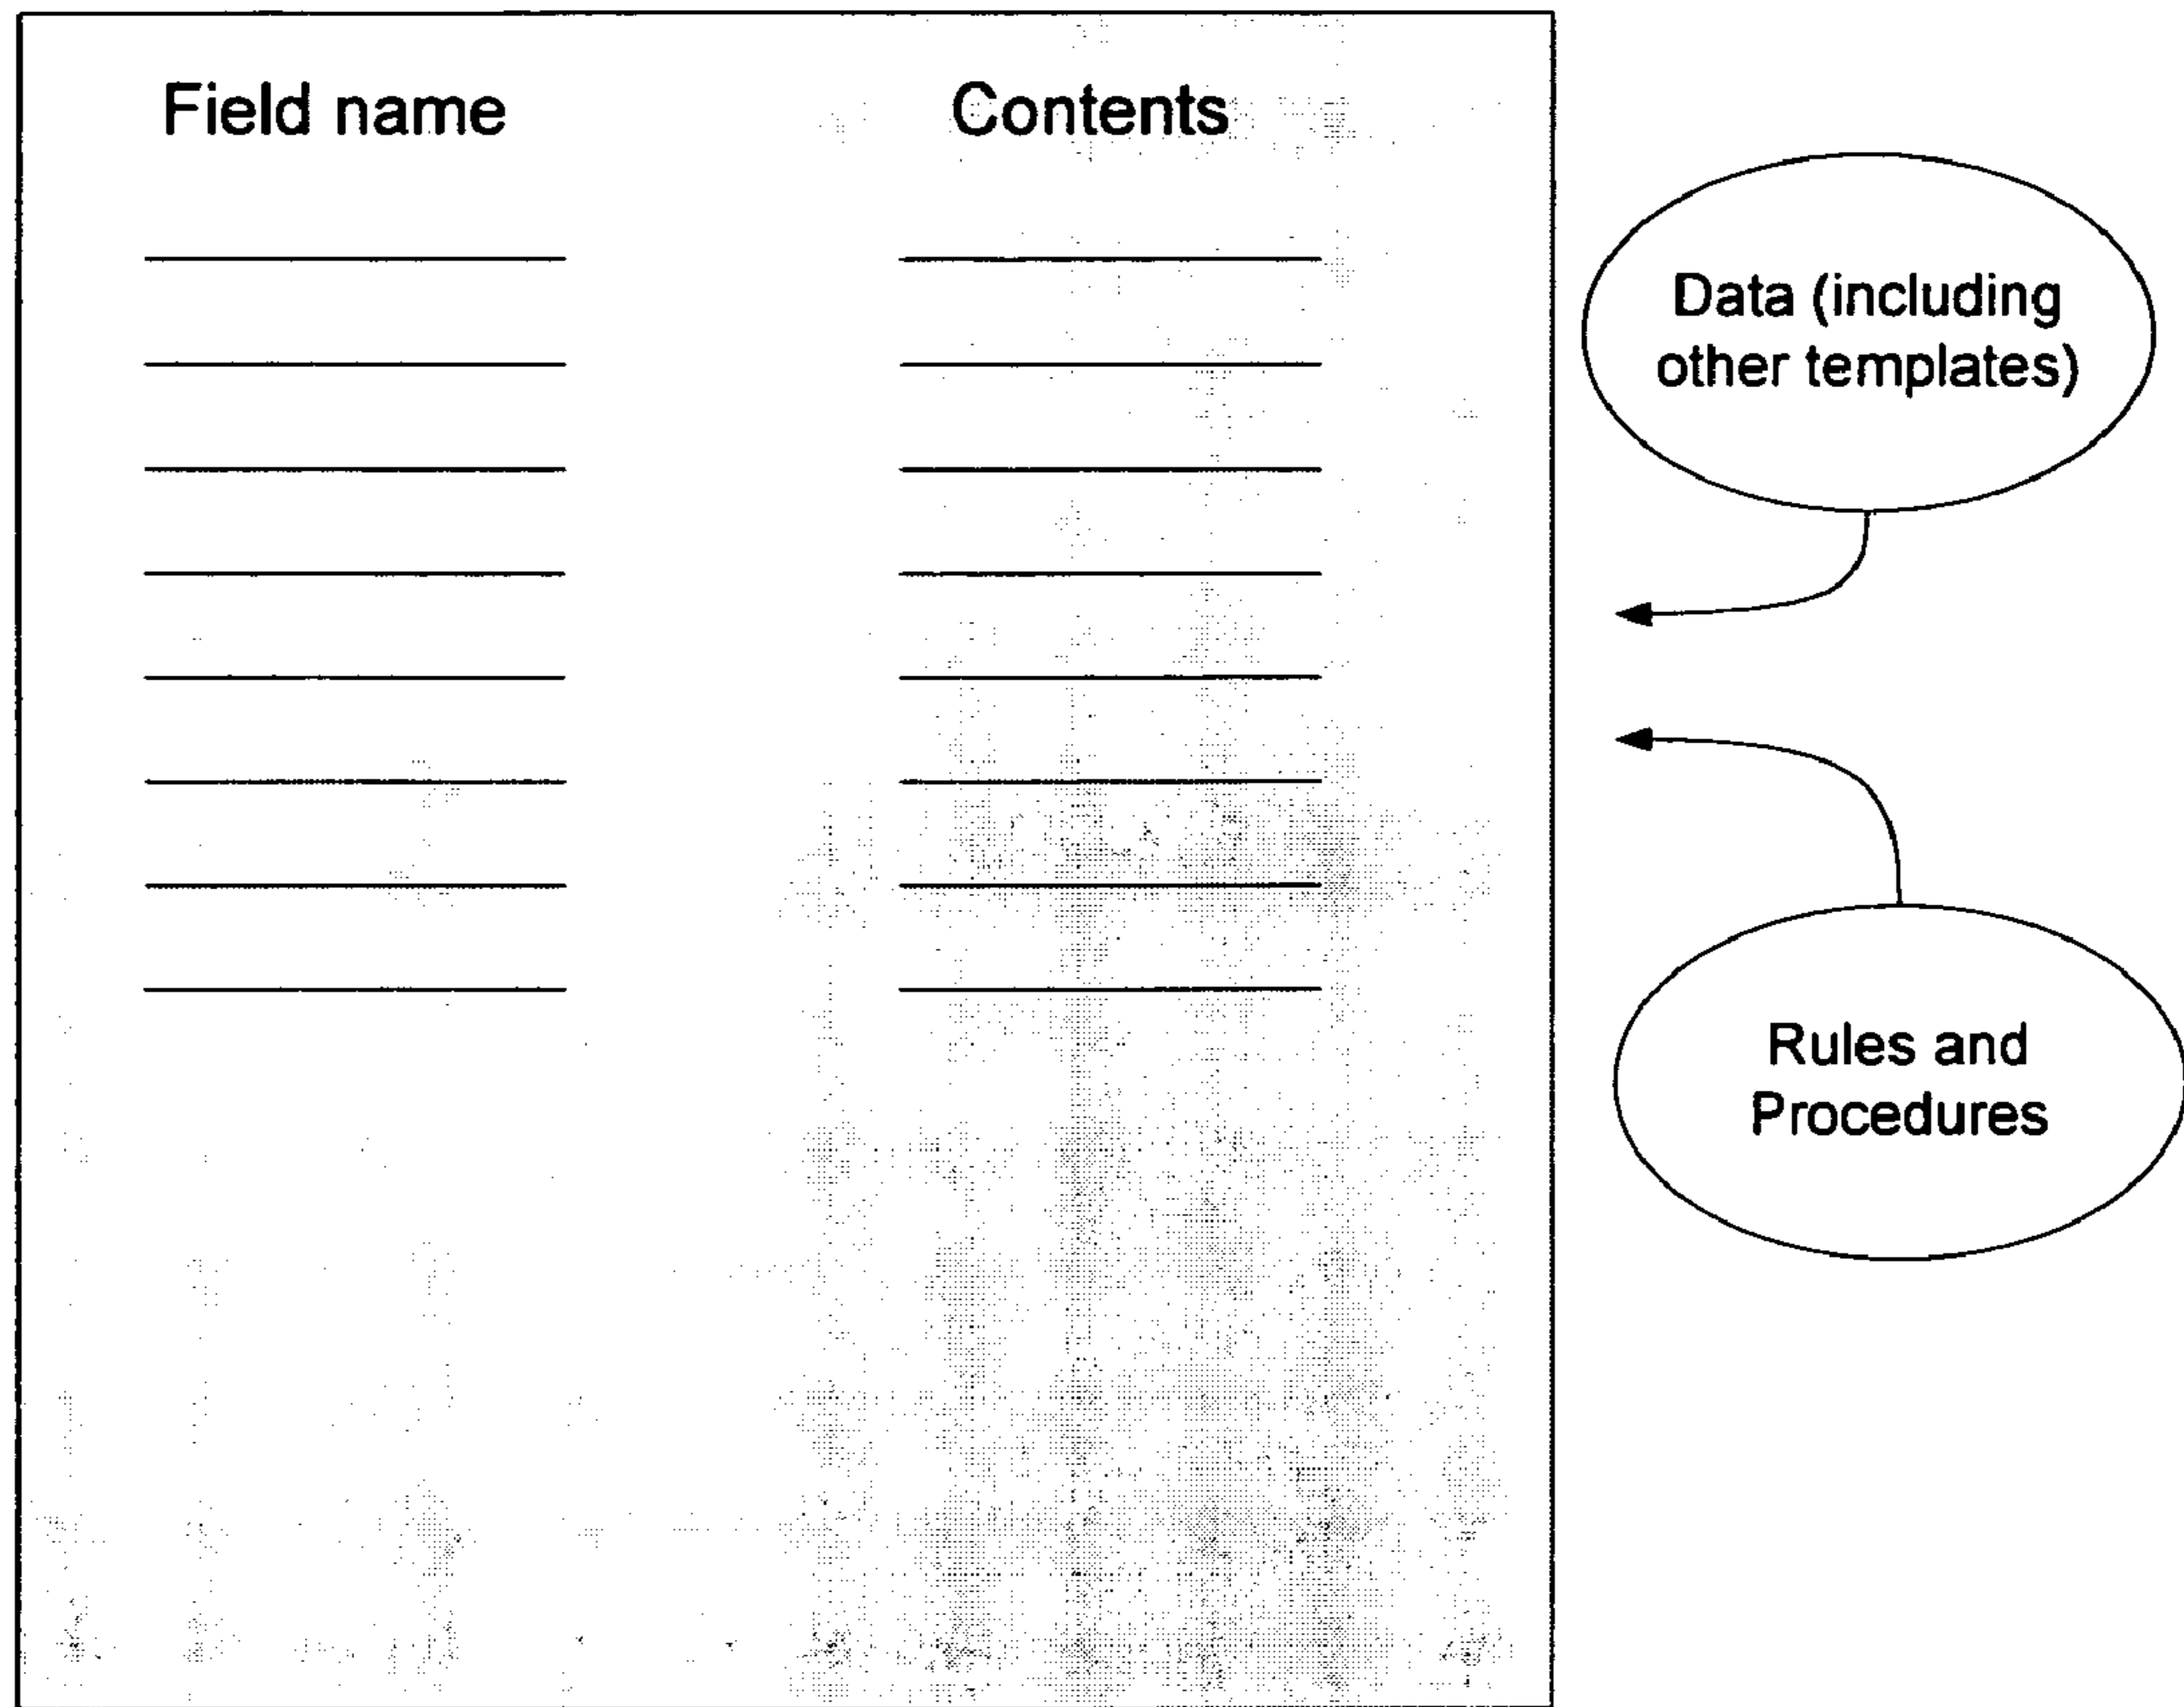 Field name
Contents
Data (including
other templates)
Rules and
Procedures